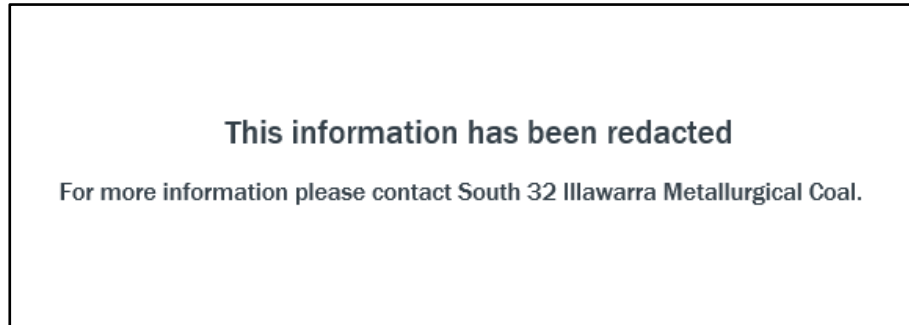 This information has been redacted
For more information please contact South 32 Illawarra Metallurgical Coal.